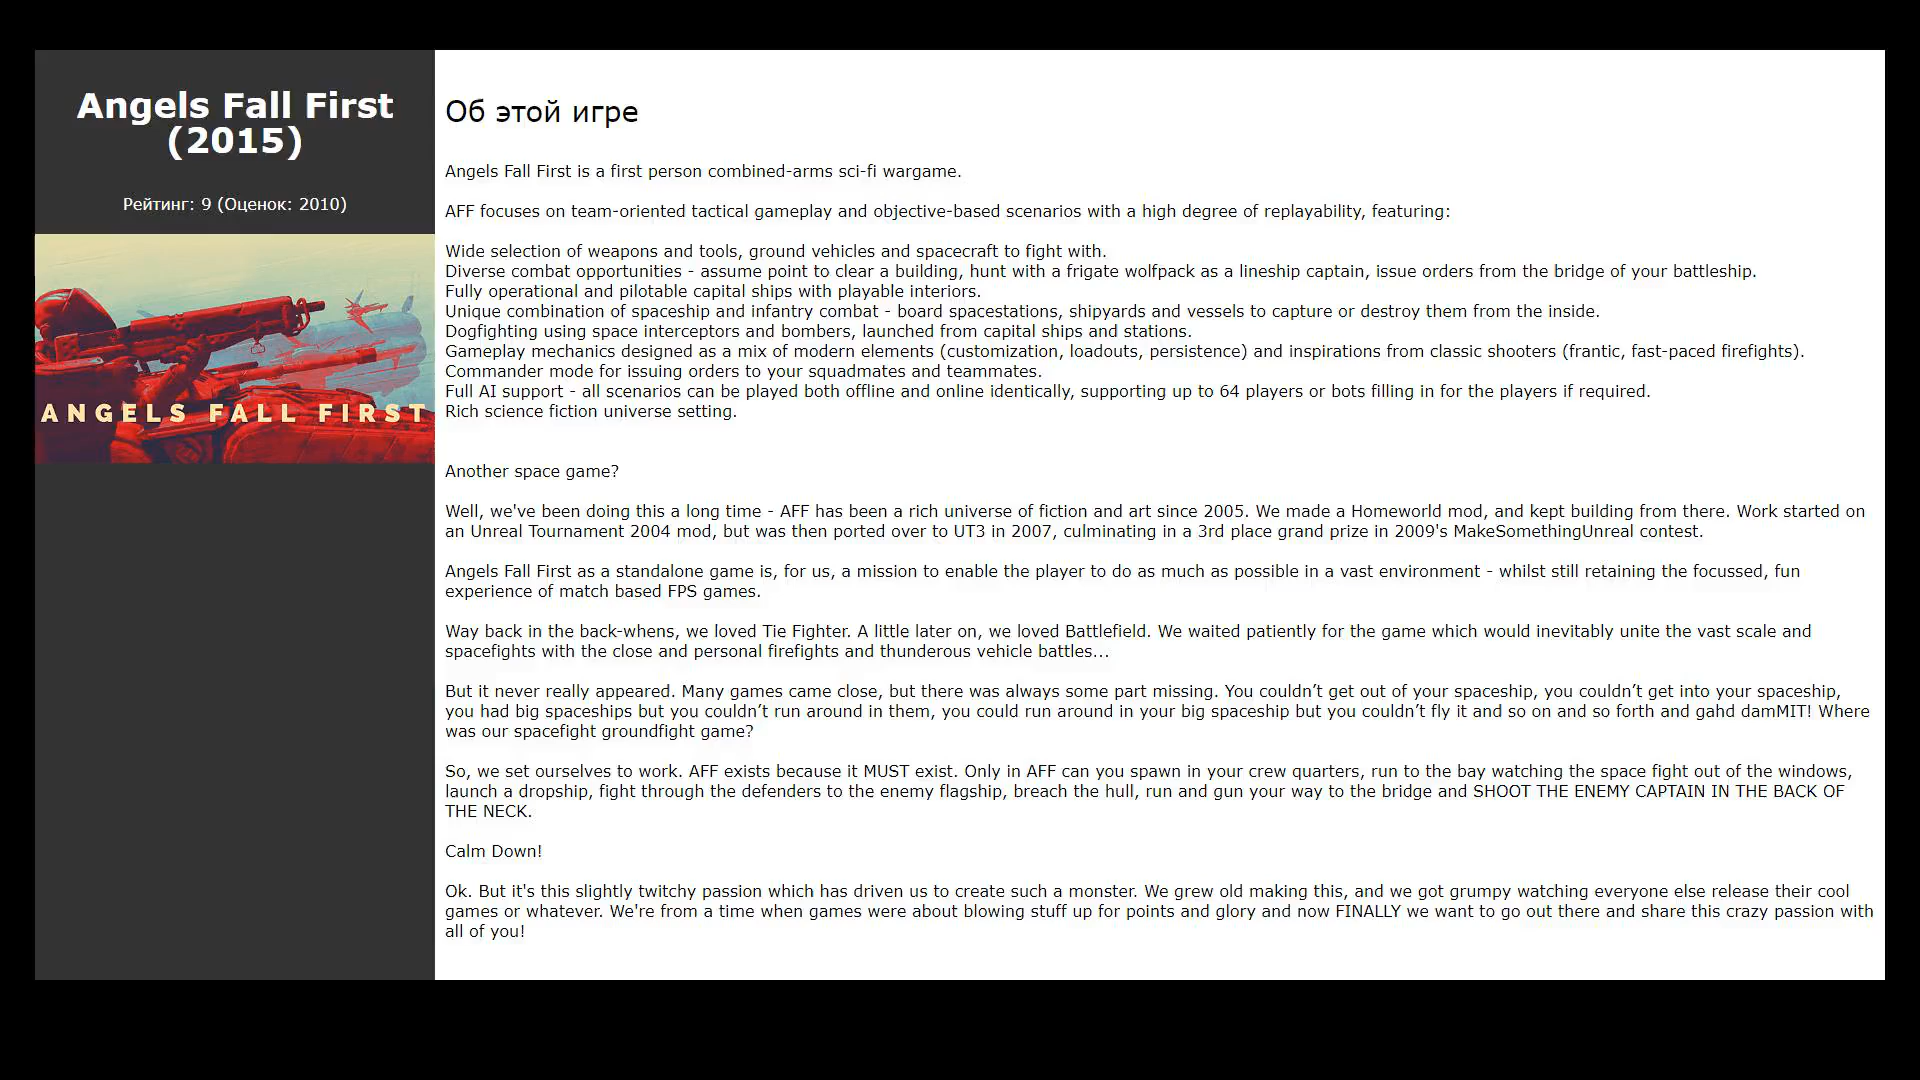 Angels Fall First
(2015)
Рейтинг: 9 (Оценок: 2010)
ANGELS FALL FIRST
Об этой игре
Angels Fall First is a first person combined-arms sci-fi wargame.
AFF focuses on team-oriented tactical gameplay and objective-based scenarios with a high degree of replayability, featuring:
Wide selection of weapons and tools, ground vehicles and spacecraft to fight with.
Diverse combat opportunities - assume point to clear a building, hunt with a frigate wolfpack as a lineship captain, issue orders from the bridge of your battleship.
Fully operational and pilotable capital ships with playable interiors.
Unique combination of spaceship and infantry combat - board spacestations, shipyards and vessels to capture or destroy them from the inside.
Dogfighting using space interceptors and bombers, launched from capital ships and stations.
Gameplay mechanics designed as a mix of modern elements (customization, loadouts, persistence) and inspirations from classic shooters (frantic, fast-paced firefights).
Commander mode for issuing orders to your squadmates and teammates.
Full AI support - all scenarios can be played both offline and online identically, supporting up to 64 players or bots filling in for the players if required.
Rich science fiction universe setting.
Another space game?
Well, we've been doing this a long time - AFF has been a rich universe of fiction and art since 2005. We made a Homeworld mod, and kept building from there. Work started on
an Unreal Tournament 2004 mod, but was then ported over to UT3 in 2007, culminating in a 3rd place grand prize in 2009's MakeSomethingUnreal contest.
Angels Fall First as a standalone game is, for us, a mission to enable the player to do as much as possible in a vast environment - whilst still retaining the focussed, fun
experience of match based FPS games.
Way back in the back-whens, we loved Tie Fighter. A little later on, we loved Battlefield. We waited patiently for the game which would inevitably unite the vast scale and
spacefights with the close and personal firefights and thunderous vehicle battles...
But it never really appeared. Many games came close, but there was always some part missing. You couldn’t get out of your spaceship, you couldn’t get into your spaceship,
you had big spaceships but you couldn’t run around in them, you could run around in your big spaceship but you couldn’t fly it and so on and so forth and gahd damMIT! Where
was our spacefight groundfight game?
So, we set ourselves to work. AFF exists because it MUST exist. Only in AFF can you spawn in your crew quarters, run to the bay watching the space fight out of the windows,
launch a dropship, fight through the defenders to the enemy flagship, breach the hull, run and gun your way to the bridge and SHOOT THE ENEMY CAPTAIN IN THE BACK OF
THE NECK.
Calm Down!
Ok. But it's this slightly twitchy passion which has driven us to create such a monster. We grew old making this, and we got grumpy watching everyone else release their cool
games or whatever. We're from a time when games were about blowing stuff up for points and glory and now FINALLY we want to go out there and share this crazy passion with
all of you!